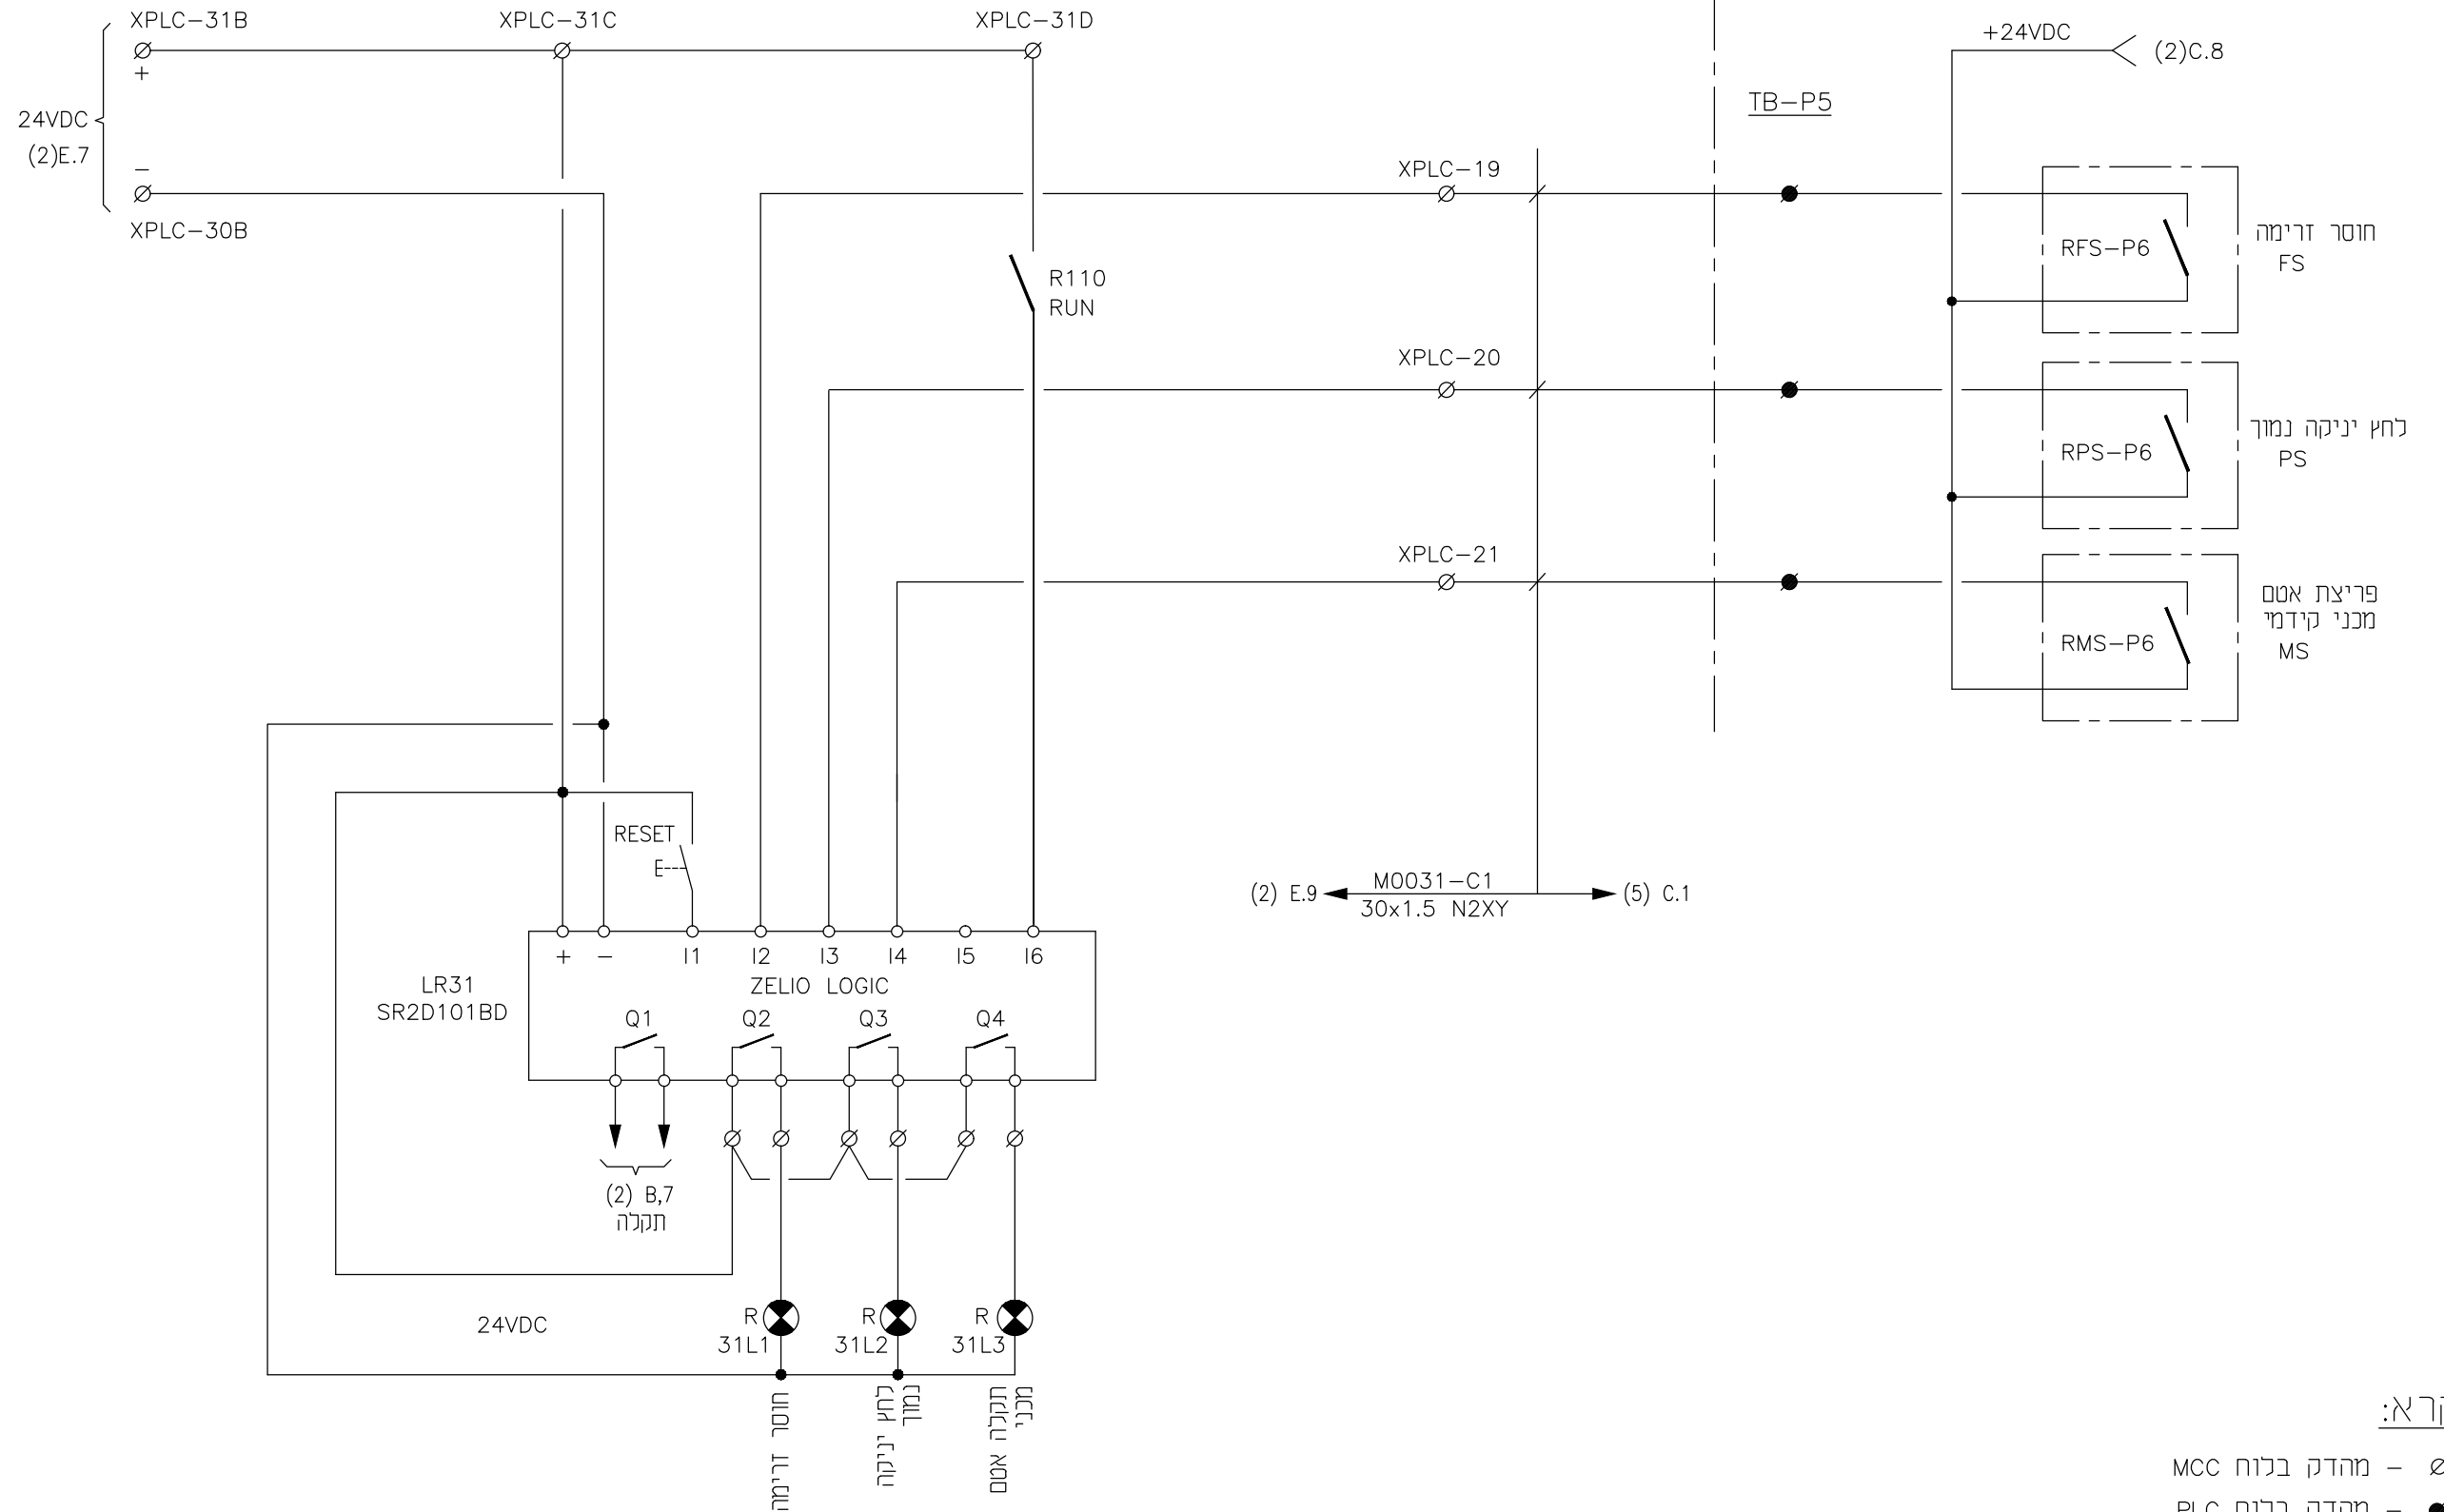 XPLC-31B
XPLC-31C
XPLC-31D
+
24VDC
(2)E.7
-
XPLC-30B
+24VDC
(2)C.8
TB-P5
XPLC-19
R110
RUN
RFS-P6
חוסר זרימה
FS
XPLC-20
RPS-P6
לחץ יניקה נמוך
PS
XPLC-21
RMS-P6
פריצת אטם
מכני קידמי
MS
RESET
E
(2) E.9
M0031-C1
30x1.5 N2XY
(5) C.1
+ - I1 I2 I3 I4 I5 I6
ZELIO LOGIC
LR31
SR2D101BD
Q1 Q2 Q3 Q4
(2) B,7
תקלה
24VDC
R
31L1
R
31L2
R
31L3
חוסר זרימה
לחץ יניקה
נמוך
תקלה אטם
מכני
MCC מהדק בלוח -
PLC מהדק בלוח -